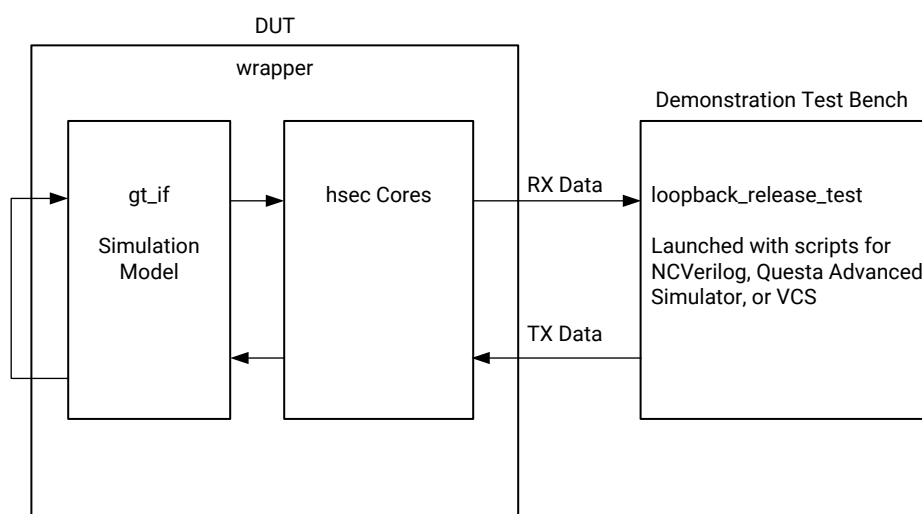 DUT
wrapper
Demonstration Test Bench
gt_if
Simulation
Model
hsec Cores
RX Data
TX Data
loopback_release_test
Launched with scripts for
NCVerilog, Questa Advanced
Simulator, or VCS